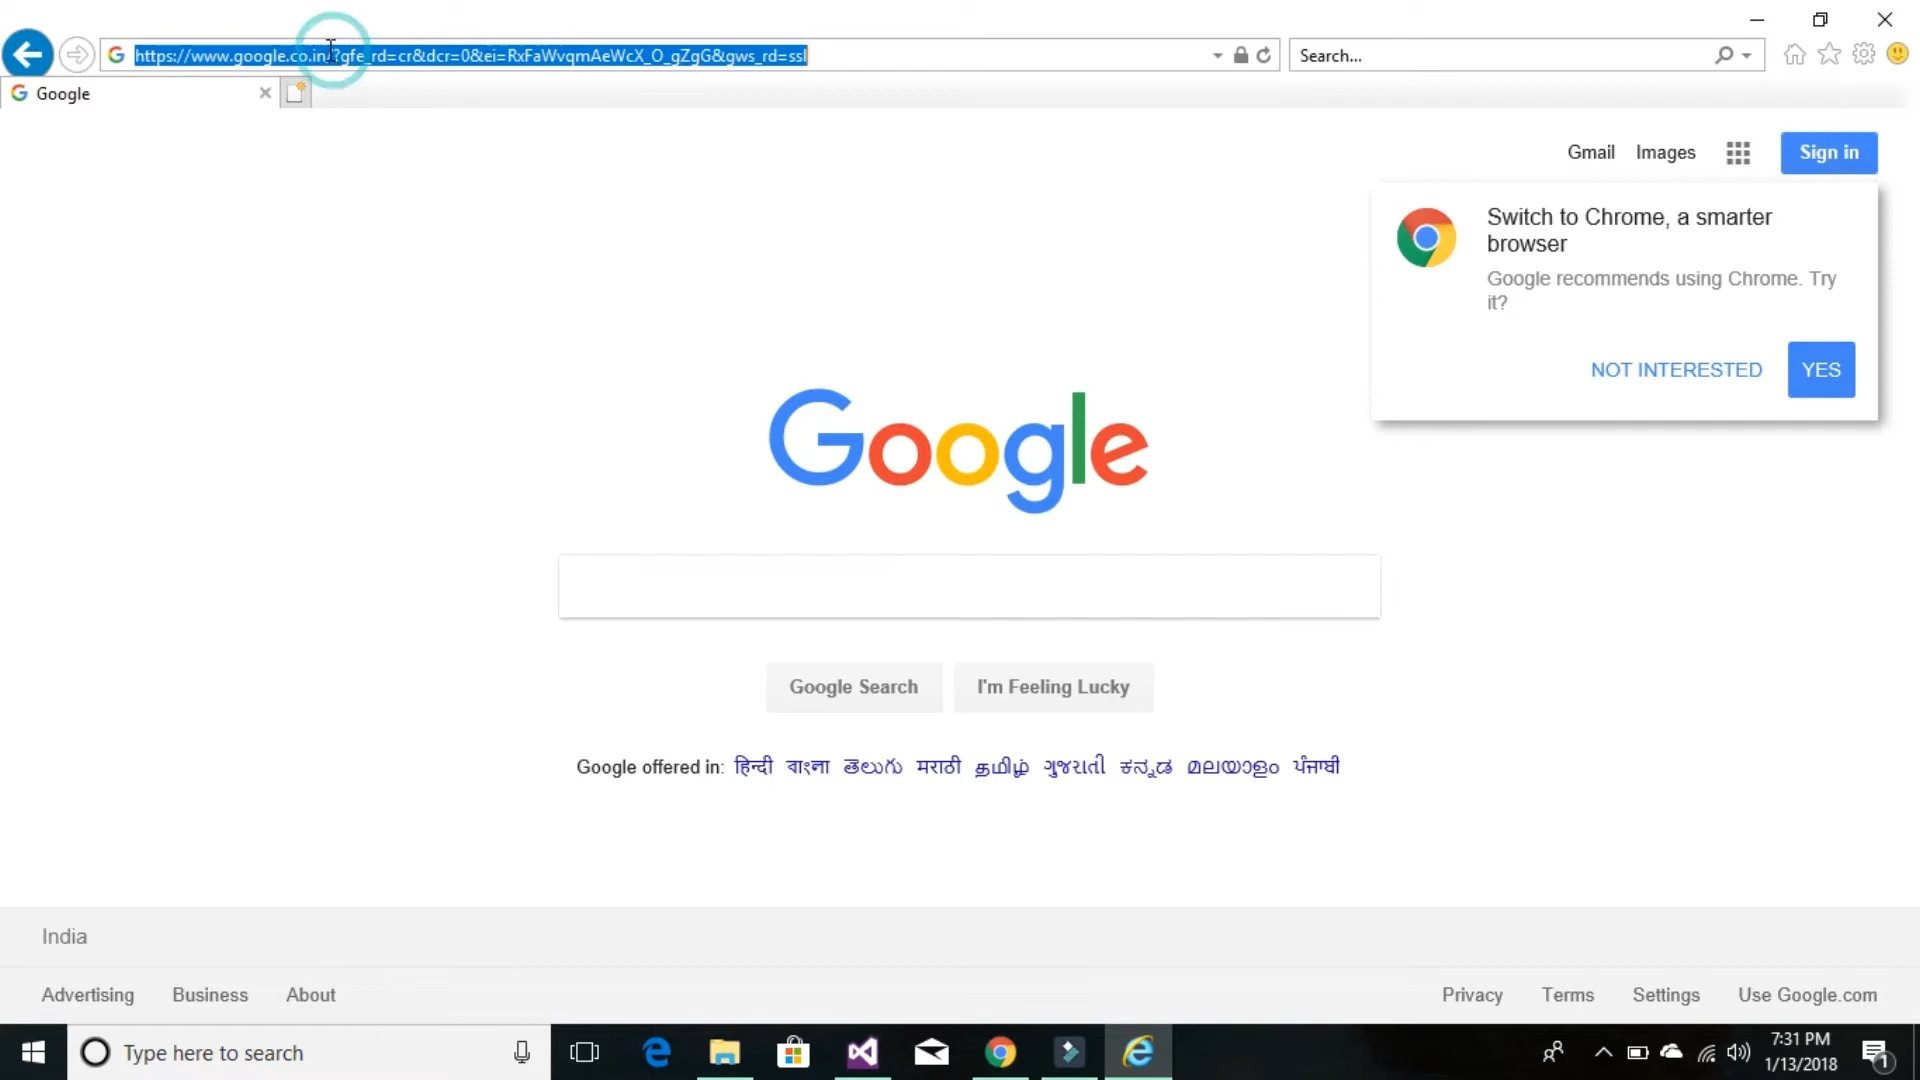 https://www.google.co.in/?gfe_rd=cr&dcr=0&ei=RxFaWvqmAeWcX_O_gZgG&gws_rd=ssl
Search...
Google
Gmail Images Sign in
Switch to Chrome, a smarter
browser
Google recommends using Chrome. Try
it?
NOT INTERESTED YES
Google
Google Search I'm Feeling Lucky
Google offered in: हिन्दी বাংলা తెలుగు मराठी தமிழ் ગુજરાતી ಕನ್ನಡ മലയാളം ਪੰਜਾਬੀ
India
Advertising Business About Privacy Terms Settings Use Google.com
Type here to search
7:31 PM
1/13/2018
1